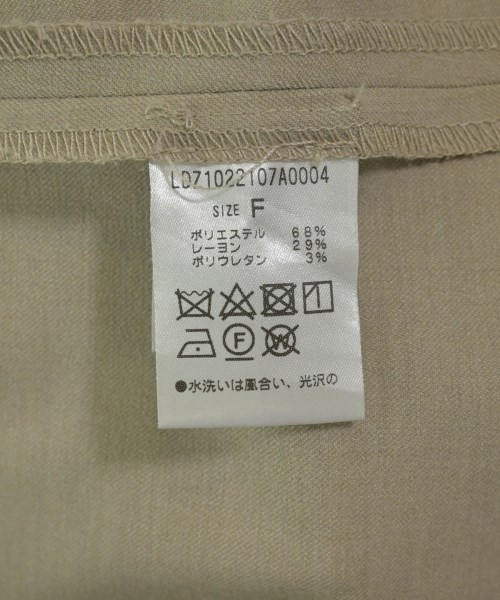 LD71022107A0004
SIZE F
ポリエステル 68%
レーヨン 29%
ポリウレタン 3%
F W
●水洗いは風合い、光沢の